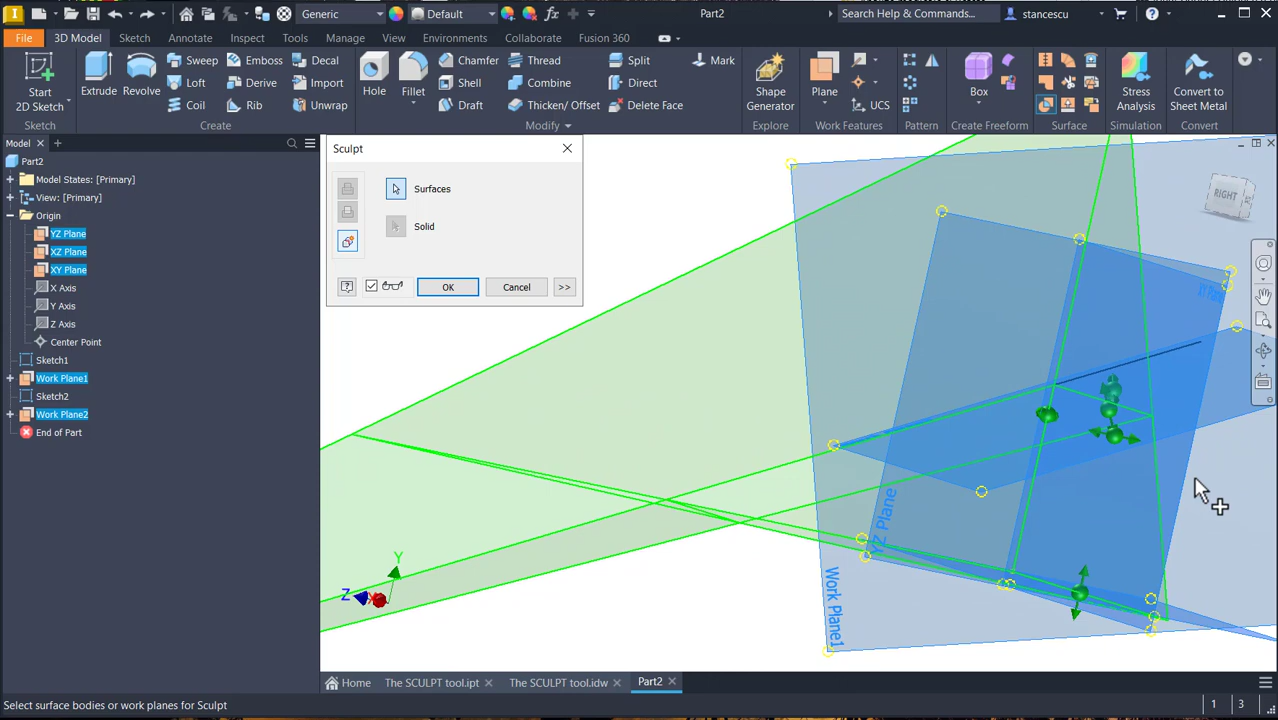 Generic Default Part2 Search Help & Commands... stancescu
File 3D Model Sketch Annotate Inspect Tools Manage View Environments Collaborate Fusion 360
Start 2D Sketch Extrude Revolve Sweep Emboss Decal Hole Fillet Chamfer Thread Split Mark Shape Generator Plane Box Stress Analysis Convert to Sheet Metal
Loft Derive Import Shell Combine Direct
Coil Rib Unwrap Draft Thicken/ Offset Delete Face UCS
Sketch Create Modify Explore Work Features Pattern Create Freeform Surface Simulation Convert
Model
Part2
Model States: [Primary]
View: [Primary]
Origin
YZ Plane
XZ Plane
XY Plane
X Axis
Y Axis
Z Axis
Center Point
Sketch1
Work Plane1
Sketch2
Work Plane2
End of Part
Sculpt
Surfaces
Solid
OK Cancel >>
RIGHT
XY Plane
YZ Plane
Work Plane1
Y
Z
Home The SCULPT tool.ipt The SCULPT tool.idw Part2
Select surface bodies or work planes for Sculpt 1 3